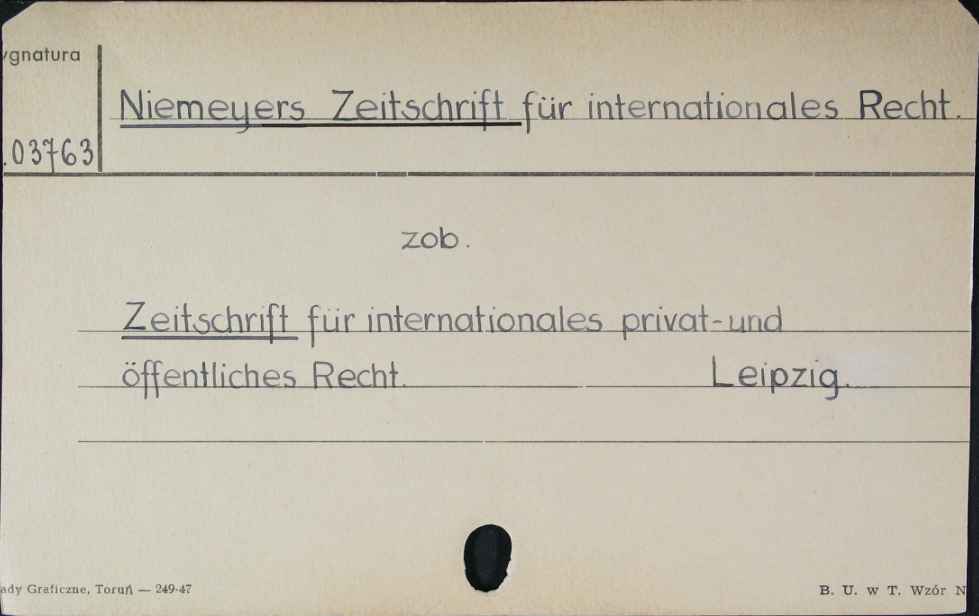 ygnatura
Niemeyers Zeitschrift für internationales Recht.
.03763
zob.
Zeitschrift für internationales privat-und
öffentliches Recht. Leipzig.
ady Graficzne, Toruń — 249-47
B. U. w T. Wzór N